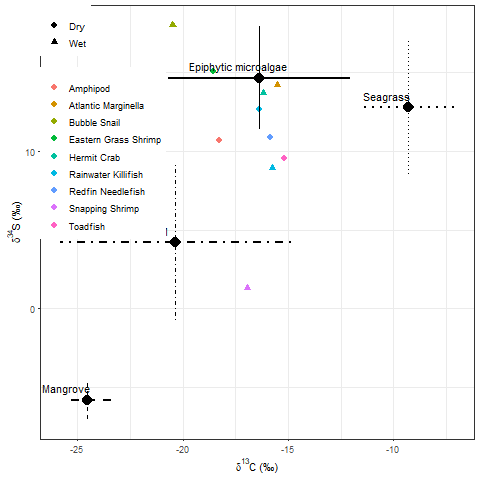 Dry
Wet
Amphipod
Atlantic Marginella
Bubble Snail
Eastern Grass Shrimp
Hermit Crab
Rainwater Killifish
Redfin Needlefish
Snapping Shrimp
Toadfish
Epiphytic microalgae
Seagrass
Mangrove
10
0
δ³⁴S (‰)
-25
-20
-15
-10
δ¹³C (‰)